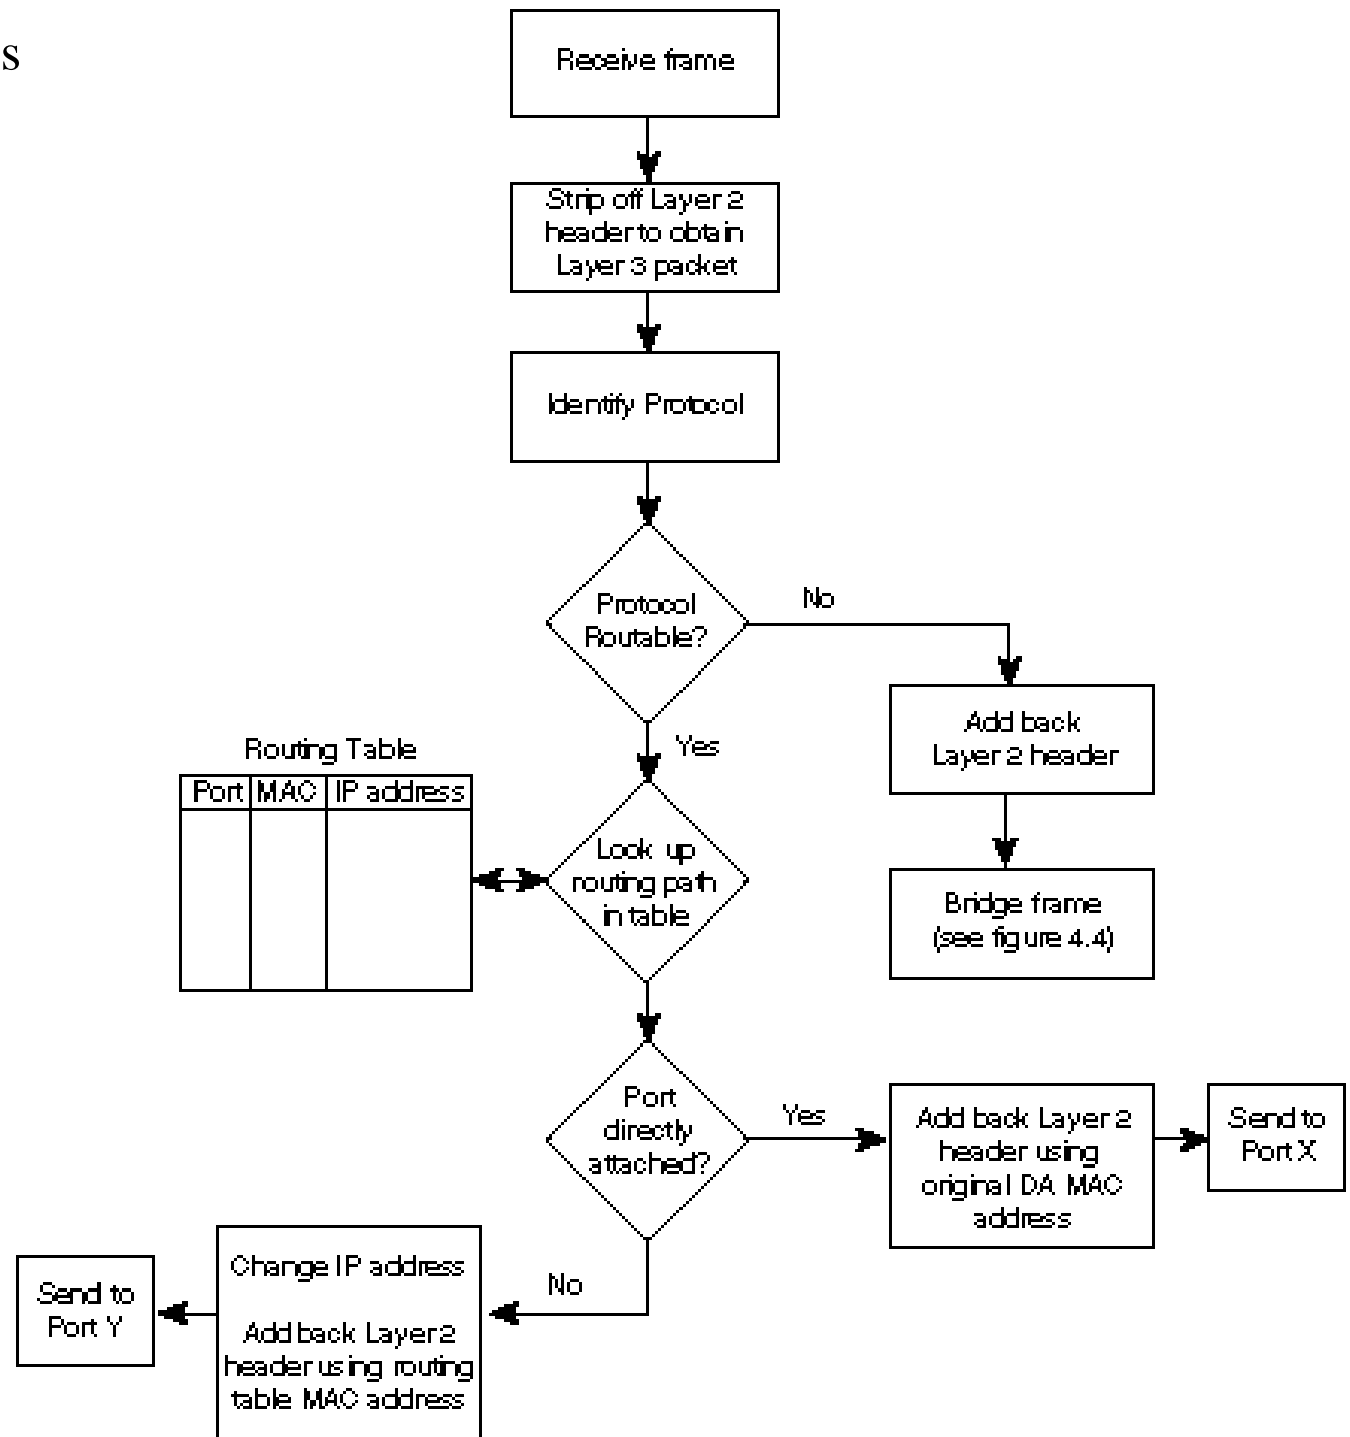 s
Receive frame
Strip off Layer 2
header to obtain
Layer 3 packet
Identify Protocol
Protocol
Routable?
No
Yes
Add back
Layer 2 header
Bridge frame
(see figure 4.4)
Routing Table
Port MAC IP address
Look up
routing path
in table
Port
directly
attached?
Yes
Add back Layer 2
header using
original DA MAC
address
Send to
Port X
No
Change IP address
Add back Layer 2
header using routing
table MAC address
Send to
Port Y